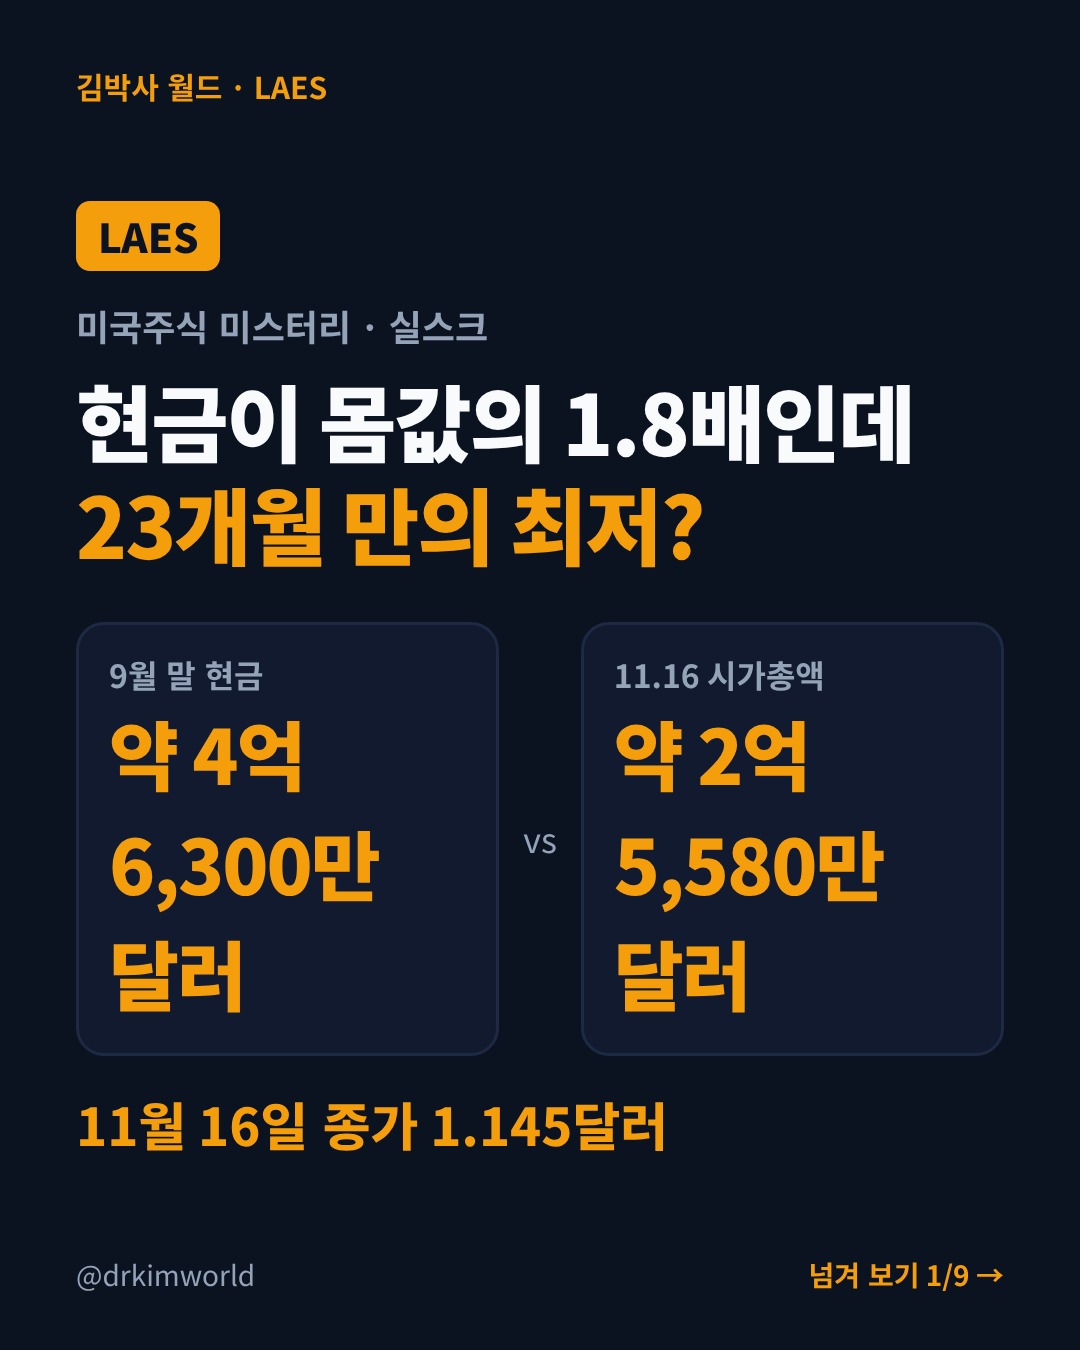 김박사 월드 · LAES
LAES
미국주식 미스터리 · 실스크
현금이 몸값의 1.8배인데
23개월 만의 최저?
9월 말 현금
약 4억
6,300만
달러
vs
11.16 시가총액
약 2억
5,580만
달러
11월 16일 종가 1.145달러
@drkimworld
넘겨 보기 1/9 →